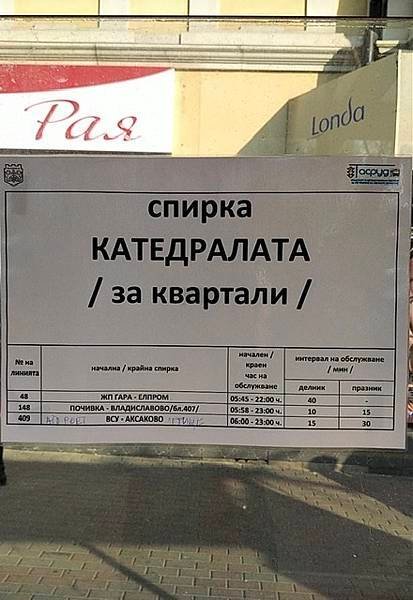 Рая
Londa
асруд
спирка
КАТЕДРАЛАТА
/ за квартали /
№ на линията | начална / крайна спирка | начален / краен час на обслужване | интервал на обслужване / мин /
делник | празник
48 | ЖП ГАРА - ЕЛПРОМ | 05:45 - 22:00 ч. | 40 | -
148 | ПОЧИВКА - ВЛАДИСЛАВОВО/бл.407/ | 05:58 - 23:00 ч. | 10 | 15
409 | AIRPORT ВСУ - АКСАКОВО | 06:00 - 23:00 ч. | 15 | 30